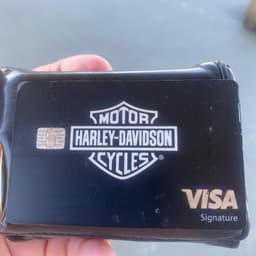 MOTOR
HARLEY-DAVIDSON
CYCLES®
VISA
Signature